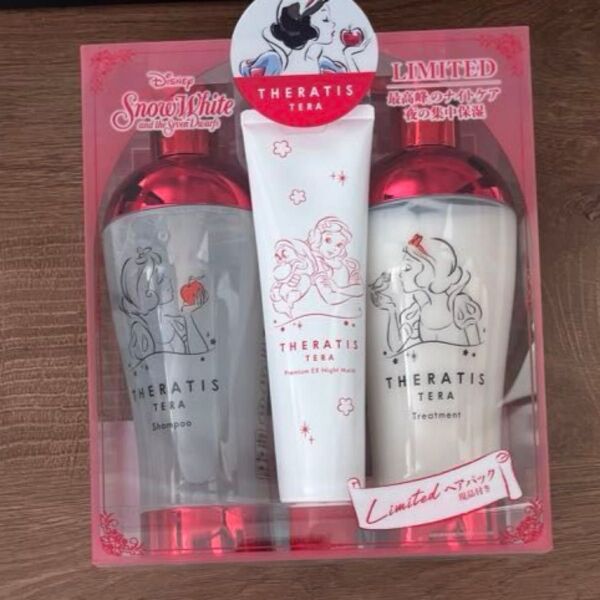 DISNEY
Snow White
and the Seven Dwarfs
THERATIS
TERA
LIMITED
最高峰のナイトケア
夜の集中保湿
THERATIS
TERA
Shampoo
THERATIS
TERA
Premium EX Night Moist
THERATIS
TERA
Treatment
Limited ヘアパック
現品付き